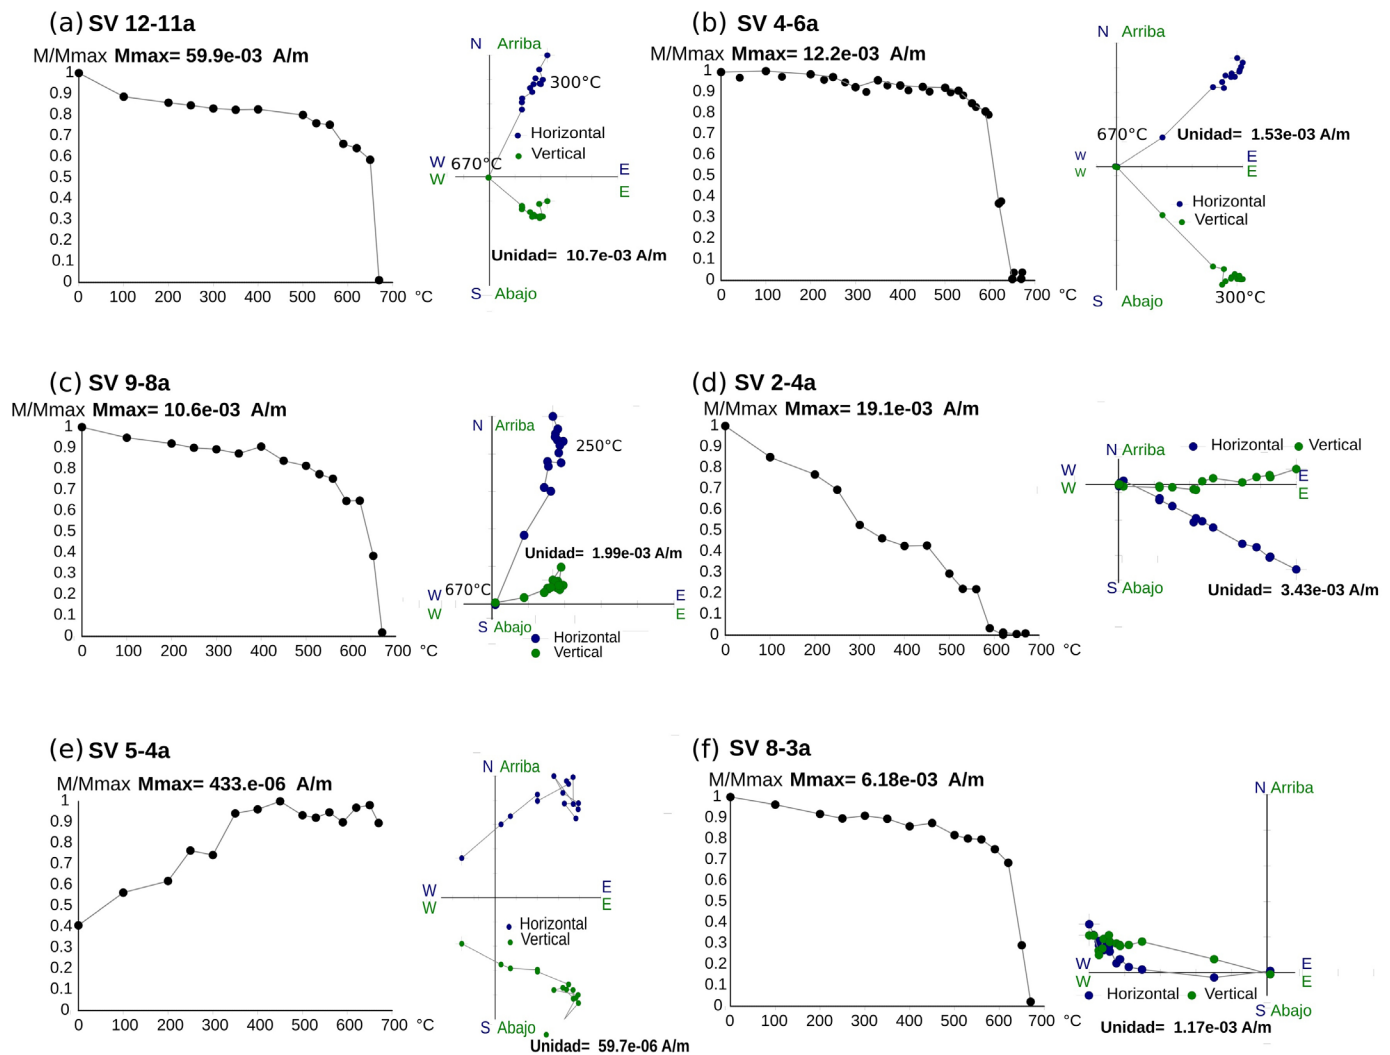 (a) SV 12-11a
M/Mmax Mmax= 59.9e-03 A/m
1
0.9
0.8
0.7
0.6
0.5
0.4
0.3
0.2
0.1
0
0 100 200 300 400 500 600 700 °C
N Arriba
300°C
Horizontal
Vertical
W 670°C E
W E
Unidad= 10.7e-03 A/m
S Abajo
(b) SV 4-6a
M/Mmax Mmax= 12.2e-03 A/m
1
0.9
0.8
0.7
0.6
0.5
0.4
0.3
0.2
0.1
0
0 100 200 300 400 500 600 700 °C
N Arriba
670°C Unidad= 1.53e-03 A/m
W E
W E
Horizontal
Vertical
300°C
S Abajo
(c) SV 9-8a
M/Mmax Mmax= 10.6e-03 A/m
1
0.9
0.8
0.7
0.6
0.5
0.4
0.3
0.2
0.1
0
0 100 200 300 400 500 600 700 °C
N Arriba
250°C
Unidad= 1.99e-03 A/m
W 670°C E
W E
S Abajo
Horizontal
Vertical
(d) SV 2-4a
M/Mmax Mmax= 19.1e-03 A/m
1
0.9
0.8
0.7
0.6
0.5
0.4
0.3
0.2
0.1
0
0 100 200 300 400 500 600 700 °C
Horizontal Vertical
N Arriba
W E
W E
S Abajo
Unidad= 3.43e-03 A/m
(e) SV 5-4a
M/Mmax Mmax= 433.e-06 A/m
1
0.9
0.8
0.7
0.6
0.5
0.4
0.3
0.2
0.1
0
0 100 200 300 400 500 600 700 °C
N Arriba
W E
W E
Horizontal
Vertical
S Abajo
Unidad= 59.7e-06 A/m
(f) SV 8-3a
M/Mmax Mmax= 6.18e-03 A/m
1
0.9
0.8
0.7
0.6
0.5
0.4
0.3
0.2
0.1
0
0 100 200 300 400 500 600 700 °C
N Arriba
W E
W E
Horizontal Vertical
S Abajo
Unidad= 1.17e-03 A/m